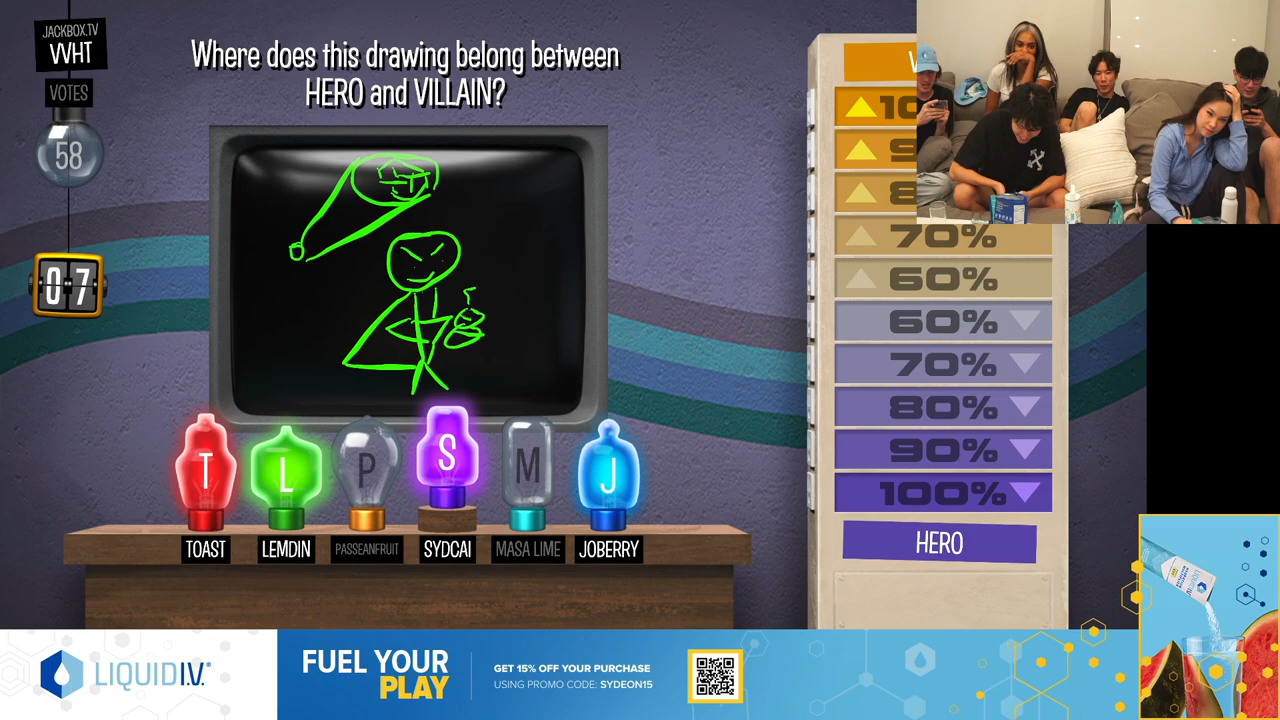 JACKBOX.TV
VVHT
VOTES
58
07
Where does this drawing belong between
HERO and VILLAIN?
70%
60%
60%
70%
80%
90%
100%
HERO
T
L
P
S
M
J
TOAST
LEMDIN
PASSEANFRUIT
SYDCAI
MASA LIME
JOBERRY
LIQUID I.V.
FUEL YOUR
PLAY
GET 15% OFF YOUR PURCHASE
USING PROMO CODE: SYDEON15